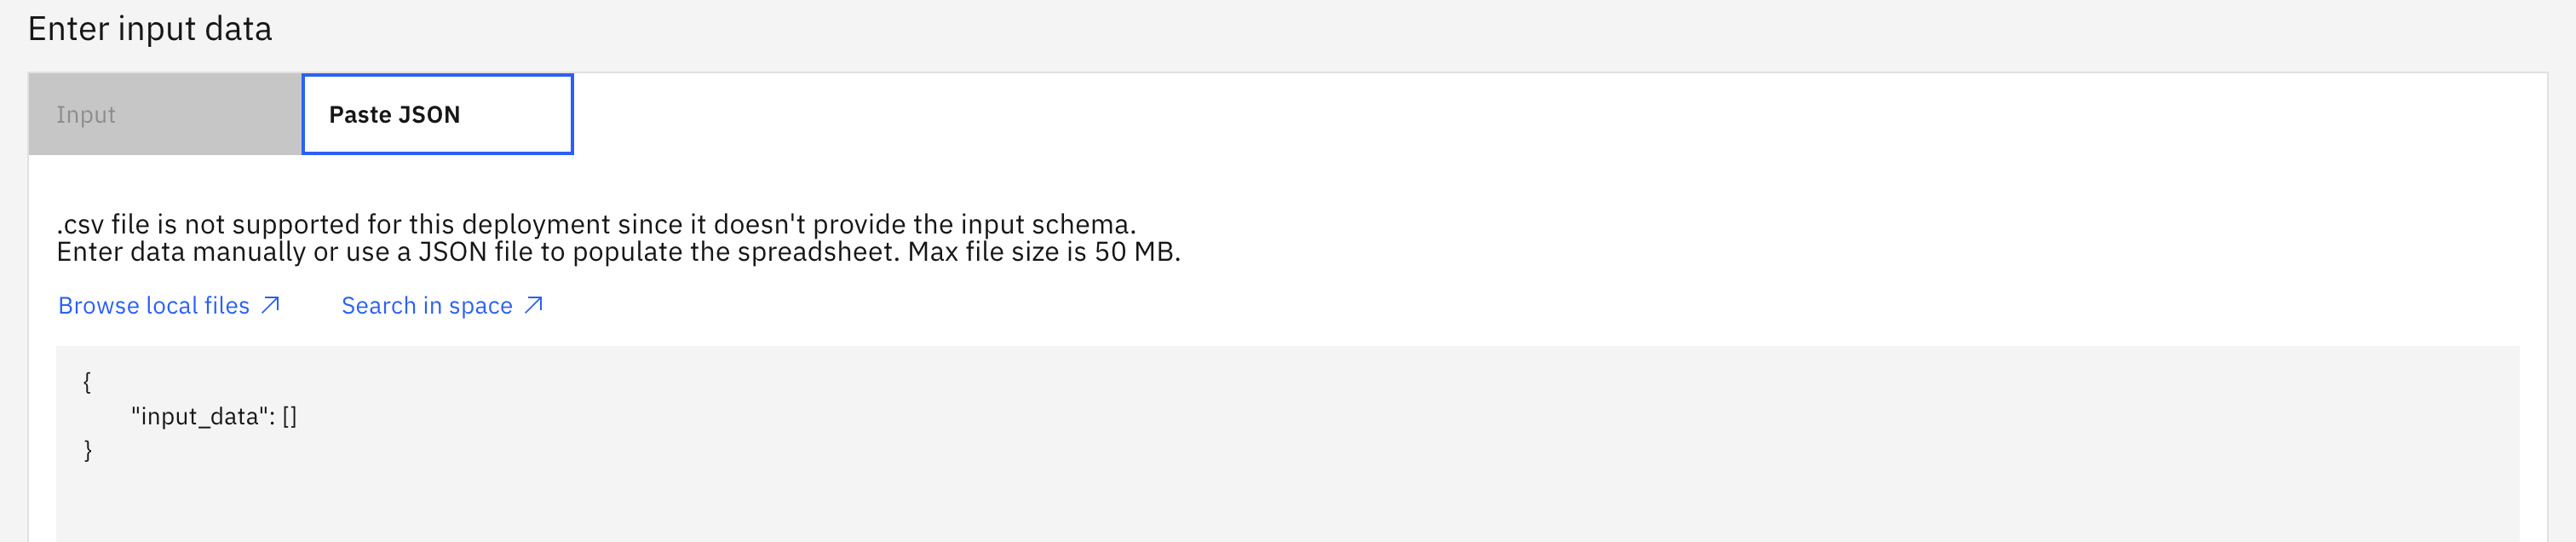 Enter input data
Input
Paste JSON
.csv file is not supported for this deployment since it doesn't provide the input schema.
Enter data manually or use a JSON file to populate the spreadsheet. Max file size is 50 MB.
Browse local files
Search in space
{
"input_data": []
}